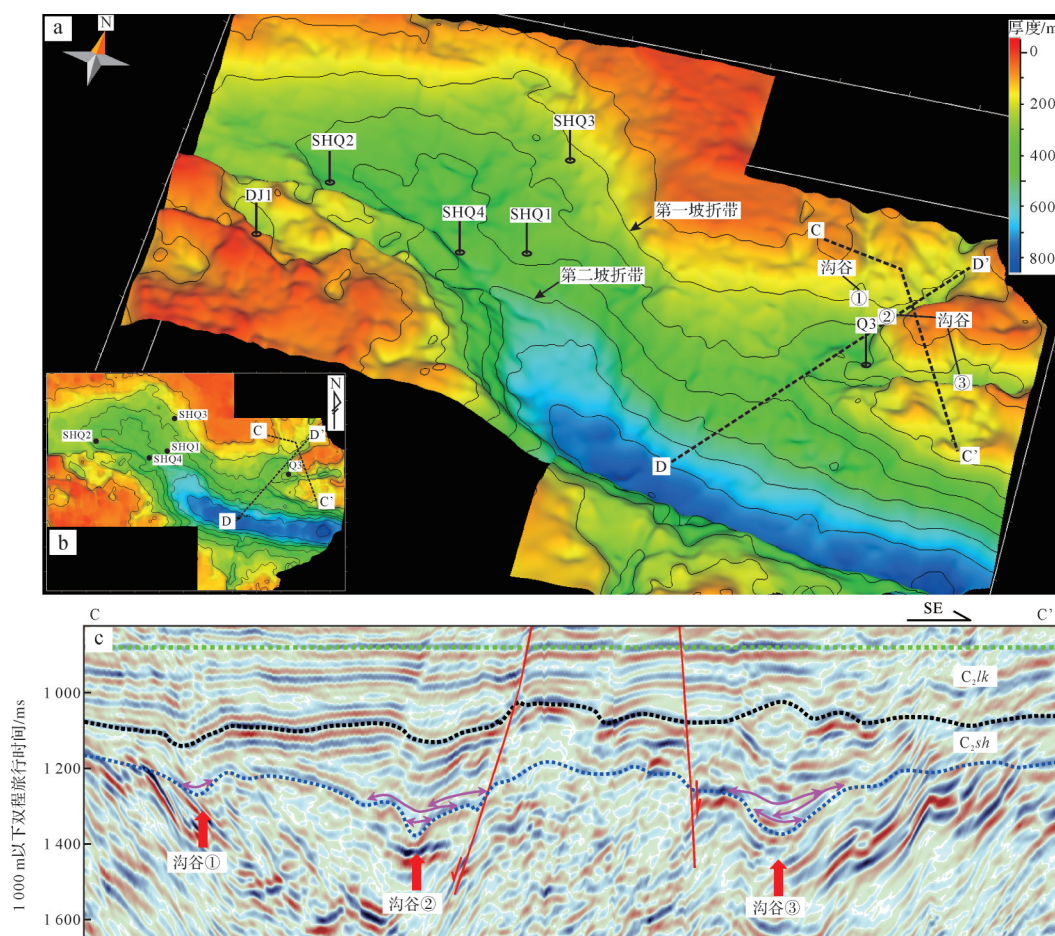 a
N
厚度/m
0
200
400
600
800
SHQ3
SHQ2
DJ1
SHQ4
SHQ1
第一坡折带
第二坡折带
C
沟谷
①
D'
②
沟谷
Q3
③
C'
D
N
SHQ3
SHQ2
SHQ1
SHQ4
C
D'
Q3
C'
D
b
C
SE
C'
c
C₂lk
C₂sh
1 000 m以下双程旅行时间/ms
1 000
1 200
1 400
1 600
沟谷①
沟谷②
沟谷③